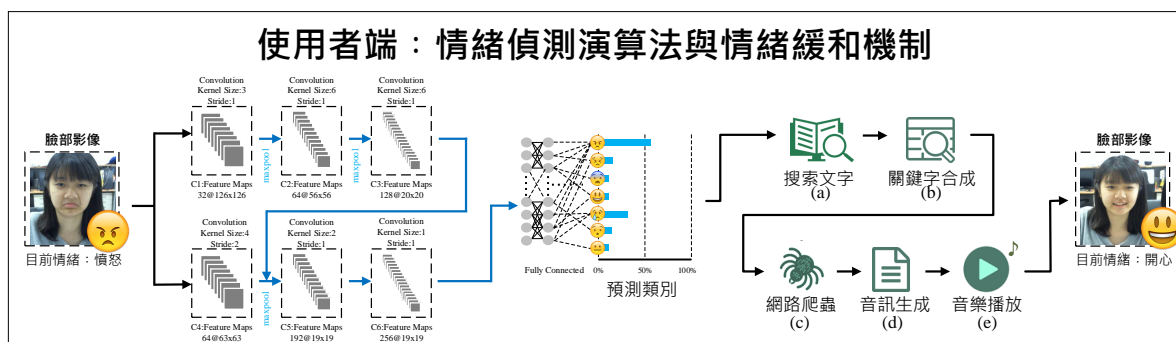 使用者端：情緒偵測演算法與情緒緩和機制
臉部影像
目前情緒：憤怒
Convolution
Kernel Size:3
Stride:1
C1:Feature Maps
32@126x126
maxpool
Convolution
Kernel Size:6
Stride:1
C2:Feature Maps
64@56x56
maxpool
Convolution
Kernel Size:6
Stride:1
C3:Feature Maps
128@20x20
Convolution
Kernel Size:4
Stride:2
C4:Feature Maps
64@63x63
maxpool
Convolution
Kernel Size:2
Stride:1
C5:Feature Maps
192@19x19
Convolution
Kernel Size:1
Stride:1
C6:Feature Maps
256@19x19
Fully Connected
0%
50%
100%
預測類別
搜索文字
(a)
關鍵字合成
(b)
網路爬蟲
(c)
音訊生成
(d)
音樂播放
(e)
臉部影像
目前情緒：開心